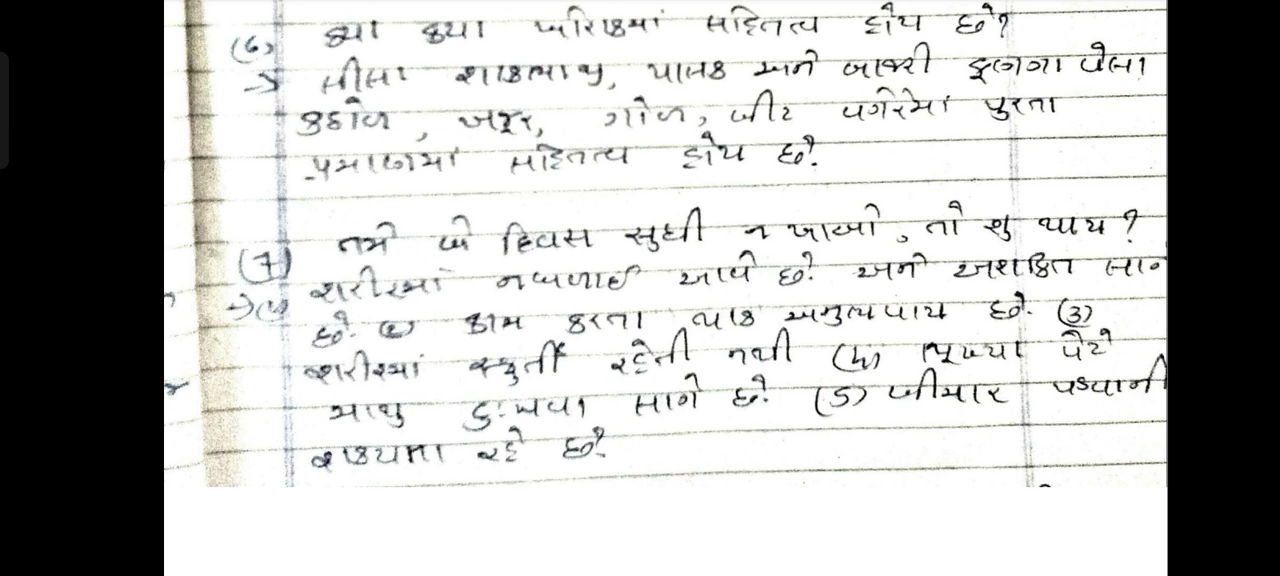 (6) ક્યા ક્યા ખોરાકમાં લોહતત્વ હોય છે?
→ લીલા શાકભાજી, પાલક અને બાજરી ફણગાવેલા
કઠોળ, ખજૂર, ગોળ, બીટ વગેરેમાં પુરતા
પ્રમાણમાં લોહતત્વ હોય છે.
(7) તમે બે દિવસ સુધી ન ખાઓ, તો શુ થાય?
→ (1) શરીરમાં નબળાઈ આવે છે. અને અશક્તિ લાગે
છે. (2) કામ કરતા થાક અનુભવાય છે. (3)
શરીરમાં સ્ફુર્તી રહેતી નથી (4) ભૂખ્યા પેટે
માથુ દુઃખવા લાગે છે. (5) બીમાર પડવાની
શક્યતા રહે છે.